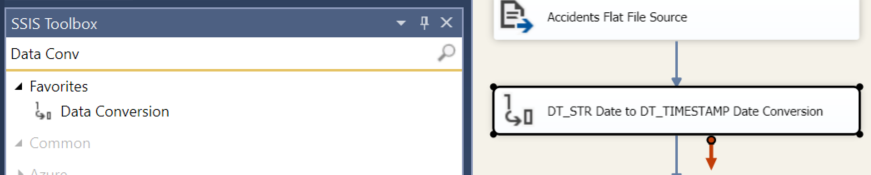 SSIS Toolbox
Data Conv
Favorites
Data Conversion
Common
Azure
Accidents Flat File Source
DT_STR Date to DT_TIMESTAMP Date Conversion